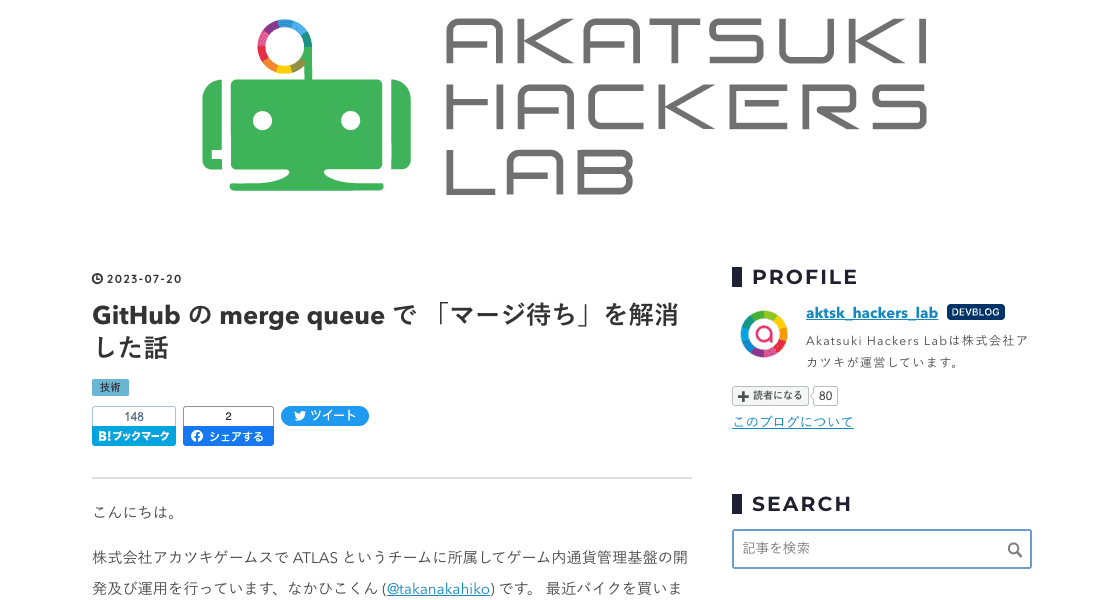 AKATSUKI
HACKERS
LAB
2023-07-20
GitHub の merge queue で 「マージ待ち」を解消
した話
技術
148
B!ブックマーク
2
シェアする
ツイート
こんにちは。
株式会社アカツキゲームスで ATLAS というチームに所属してゲーム内通貨管理基盤の開
発及び運用を行っています、なかひこくん (@takanakahiko) です。 最近バイクを買いま
PROFILE
aktsk_hackers_lab DEVBLOG
Akatsuki Hackers Labは株式会社ア
カツキが運営しています。
読者になる 80
このブログについて
SEARCH
記事を検索